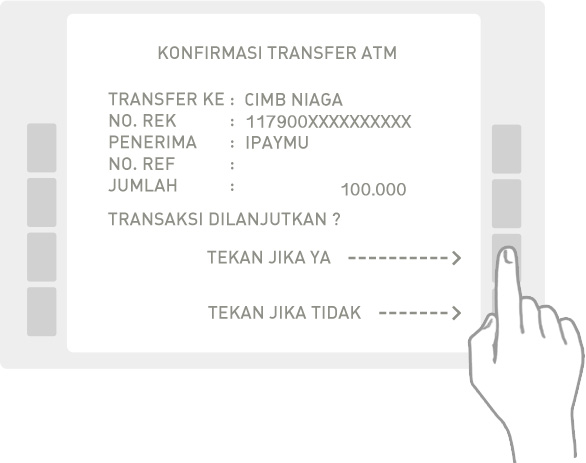 KONFIRMASI TRANSFER ATM
TRANSFER KE : CIMB NIAGA
NO. REK : 117900XXXXXXXXXX
PENERIMA : IPAYMU
NO. REF :
JUMLAH : 100.000
TRANSAKSI DILANJUTKAN ?
TEKAN JIKA YA ---------->
TEKAN JIKA TIDAK ------->